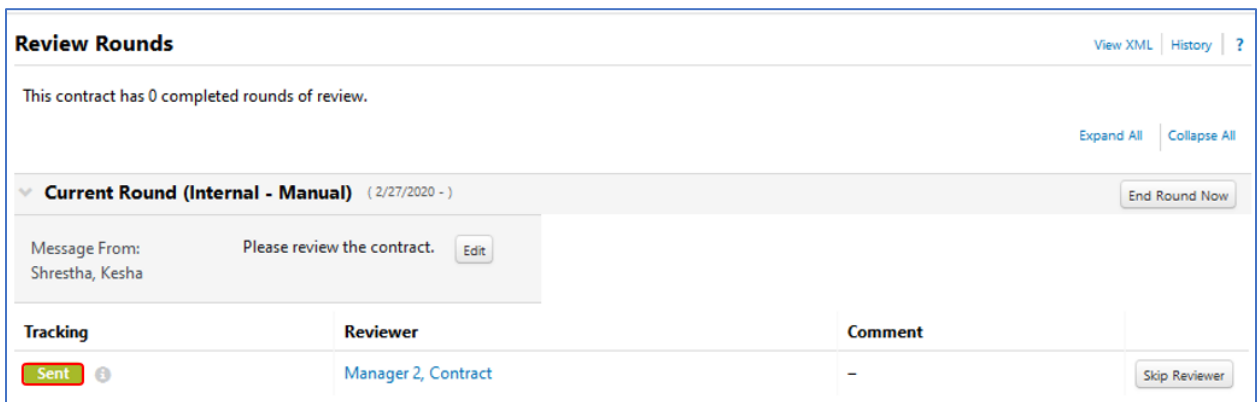 Review Rounds
View XML History ?
This contract has 0 completed rounds of review.
Expand All Collapse All
Current Round (Internal - Manual) ( 2/27/2020 - )
End Round Now
Message From: Please review the contract. Edit
Shrestha, Kesha
Tracking Reviewer Comment
Sent Manager 2, Contract – Skip Reviewer